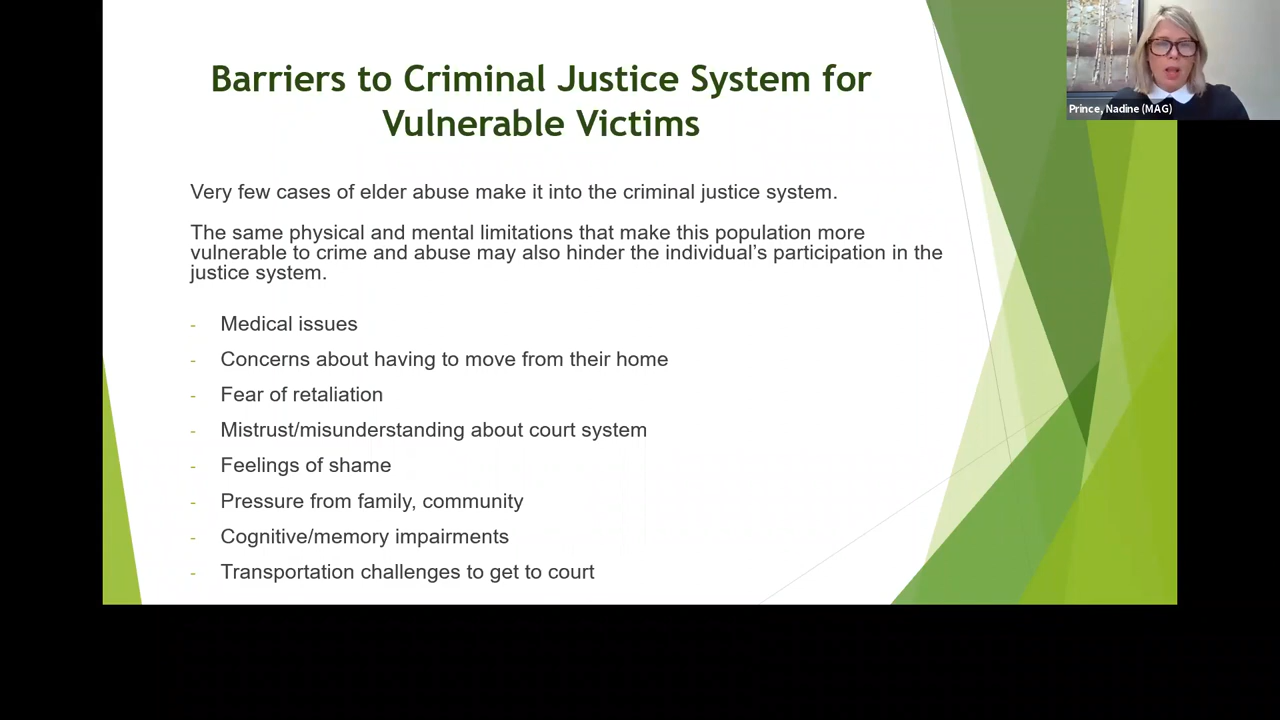 Barriers to Criminal Justice System for
Vulnerable Victims
Prince, Nadine (MAG)
Very few cases of elder abuse make it into the criminal justice system.
The same physical and mental limitations that make this population more
vulnerable to crime and abuse may also hinder the individual’s participation in the
justice system.
- Medical issues
- Concerns about having to move from their home
- Fear of retaliation
- Mistrust/misunderstanding about court system
- Feelings of shame
- Pressure from family, community
- Cognitive/memory impairments
- Transportation challenges to get to court